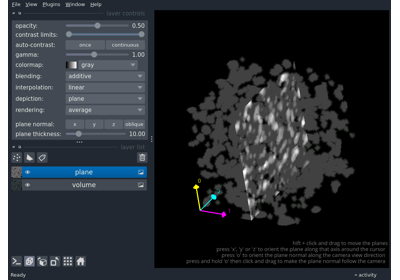 File View Plugins Window Help
layer controls
opacity: 0.50
contrast limits:
auto-contrast: once continuous
gamma: 1.00
colormap: gray
blending: additive
interpolation: linear
depiction: plane
rendering: average
plane normal: x y z oblique
plane thickness: 10.00
layer list
plane
volume
0
hift + click and drag to move the planes
press 'x', 'y' or 'z' to orient the plane along that axis around the cursor
press 'o' to orient the plane normal along the camera view direction
press and hold 'o' then click and drag to make the plane normal follow the camera
Ready
activity